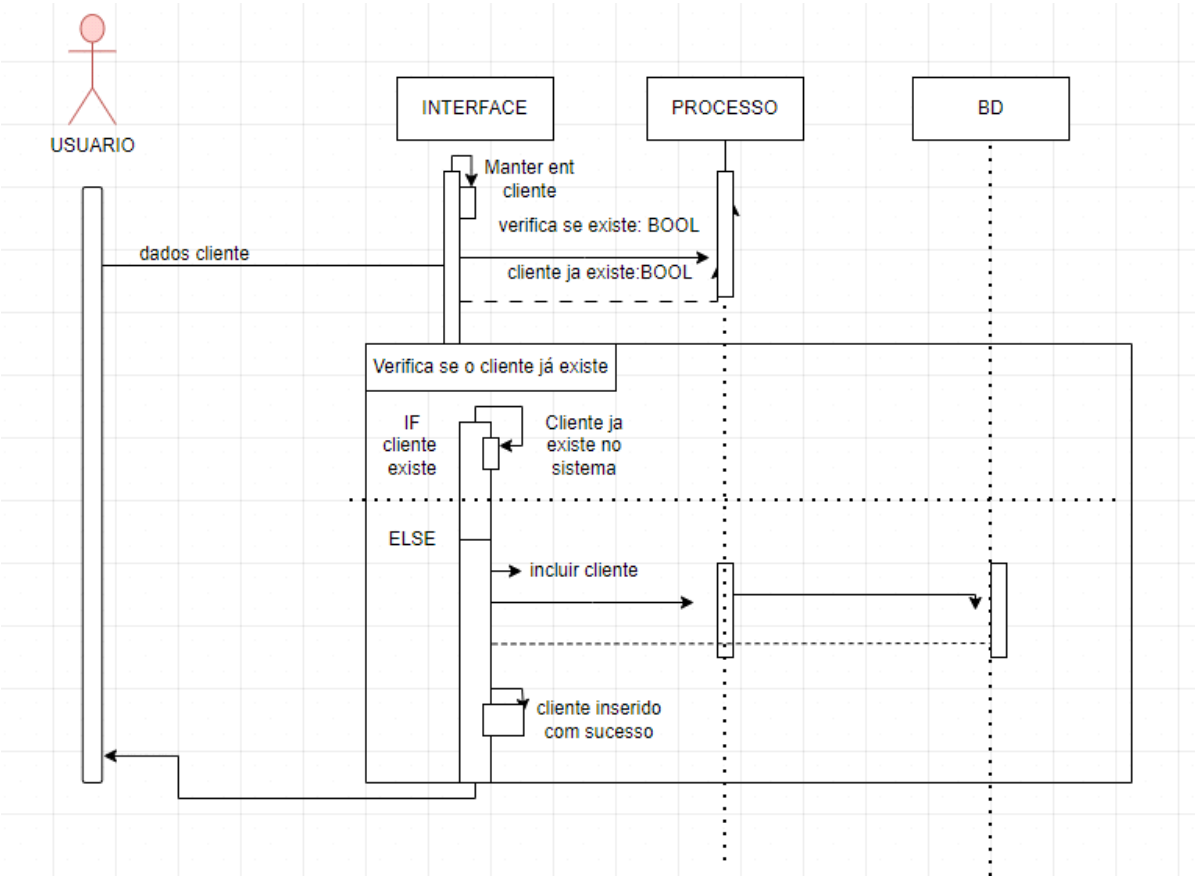 USUARIO
INTERFACE
PROCESSO
BD
Manter ent
cliente
verifica se existe: BOOL
dados cliente
cliente ja existe:BOOL
Verifica se o cliente já existe
IF
cliente
existe
Cliente ja
existe no
sistema
ELSE
incluir cliente
cliente inserido
com sucesso